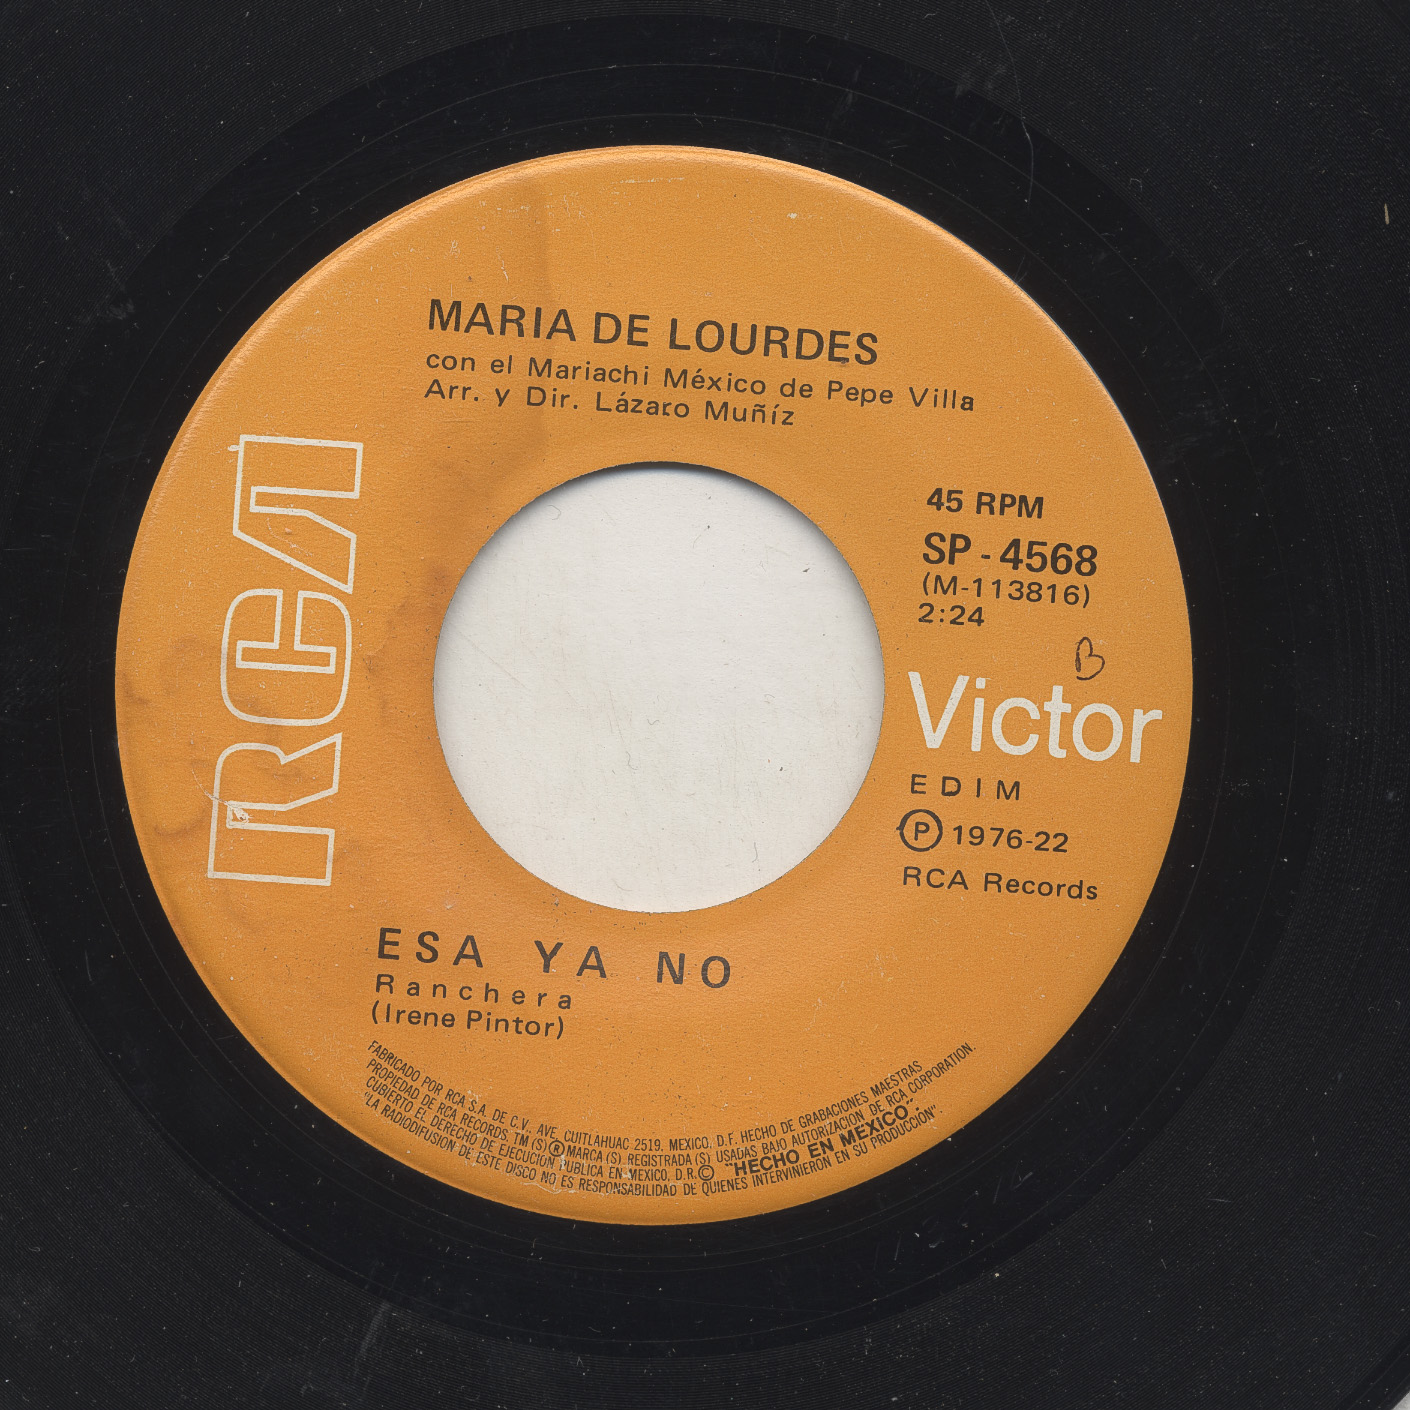 MARIA DE LOURDES
con el Mariachi México de Pepe Villa
Arr. y Dir. Lázaro Muñíz
RCA
45 RPM
SP - 4568
(M-113816)
2:24
B
Victor
EDIM
Ⓟ 1976-22
RCA Records
ESA YA NO
Ranchera
(Irene Pintor)
FABRICADO POR RCA S.A. DE C.V., AVE. CUITLAHUAC 2519, MEXICO, D.F. HECHO DE GRABACIONES MAESTRAS
PROPIEDAD DE RCA RECORDS, TM (S) ® MARCA (S) REGISTRADA (S) USADAS BAJO AUTORIZACION DE RCA CORPORATION.
CUBIERTO EL DERECHO DE EJECUCIÓN PUBLICA EN MEXICO, D.R. © "HECHO EN MEXICO".
"LA RADIODIFUSION DE ESTE DISCO NO ES RESPONSABILIDAD DE QUIENES INTERVINIERON EN SU PRODUCCIÓN".